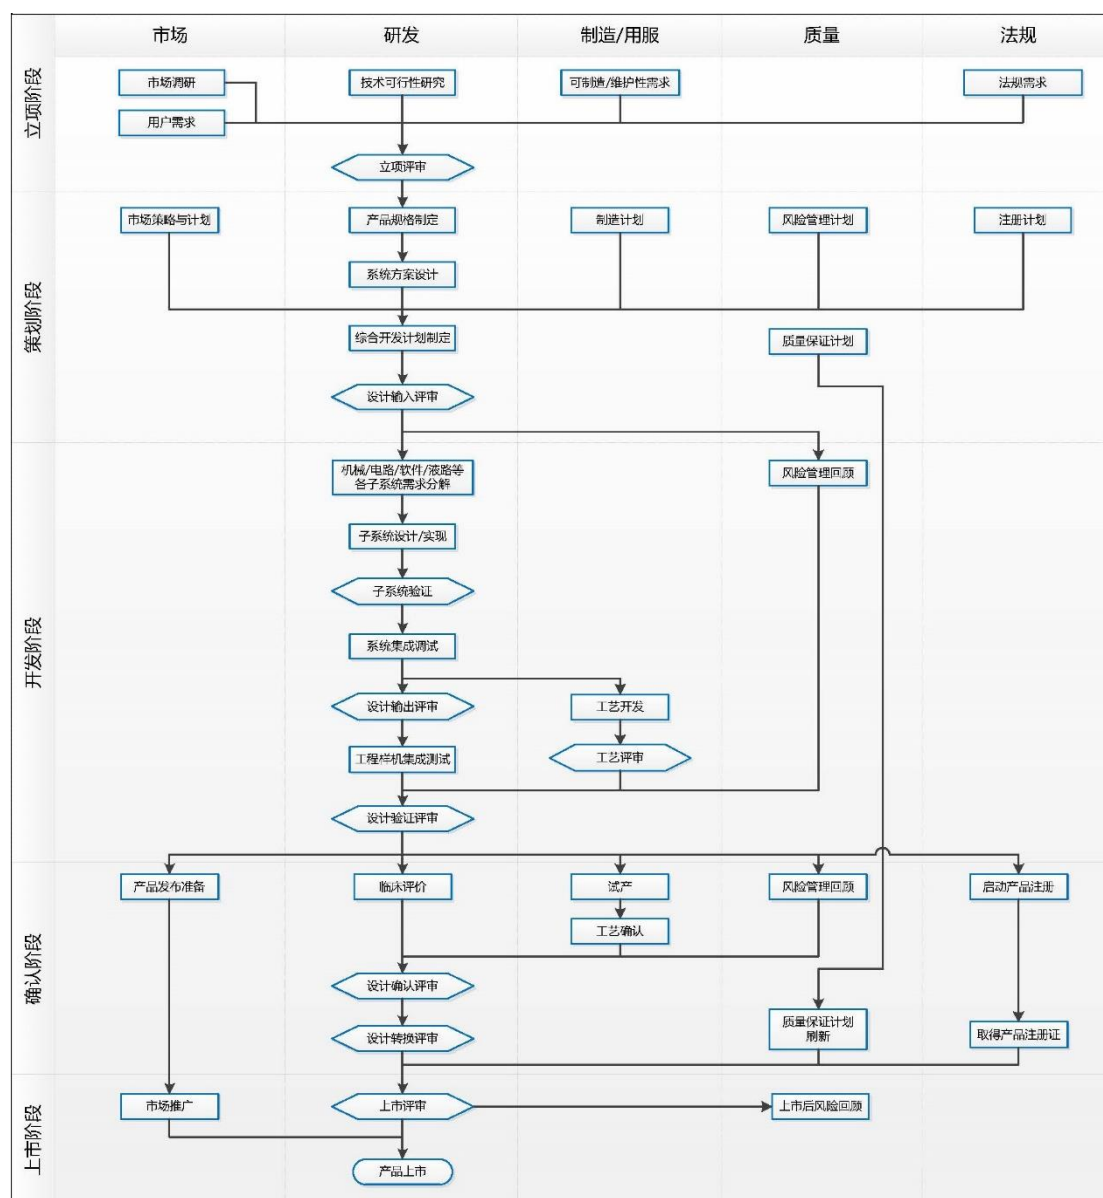 市场
研发
制造/用服
质量
法规
立项阶段
市场调研
技术可行性研究
可制造/维护性需求
法规需求
用户需求
立项评审
策划阶段
市场策略与计划
产品规格制定
制造计划
风险管理计划
注册计划
系统方案设计
综合开发计划制定
质量保证计划
设计输入评审
开发阶段
机械/电路/软件/液路等
各子系统需求分解
风险管理回顾
子系统设计/实现
子系统验证
系统集成调试
设计输出评审
工艺开发
工程样机集成测试
工艺评审
设计验证评审
确认阶段
产品发布准备
临床评价
试产
风险管理回顾
启动产品注册
工艺确认
设计确认评审
质量保证计划
刷新
设计转换评审
取得产品注册证
上市阶段
市场推广
上市评审
上市后风险回顾
产品上市